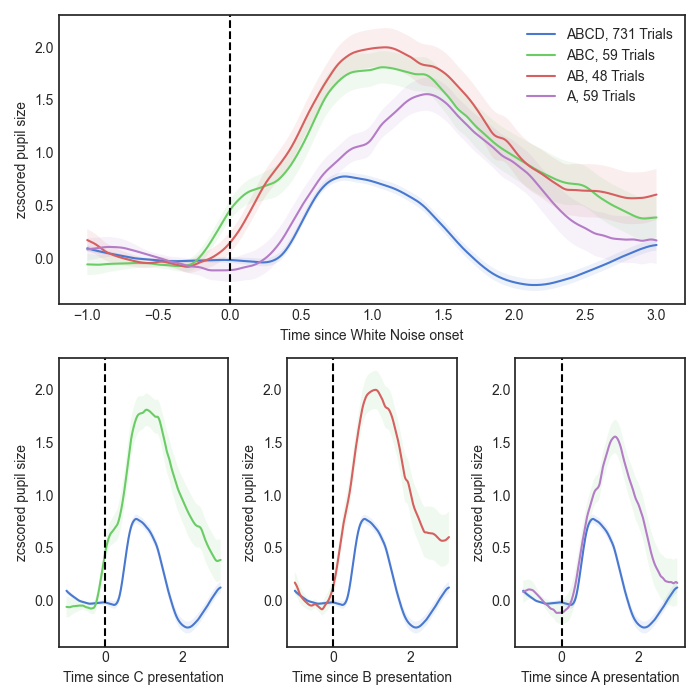 zcscored pupil size
2.0
1.5
1.0
0.5
0.0
ABCD, 731 Trials
ABC, 59 Trials
AB, 48 Trials
A, 59 Trials
−1.0 −0.5 0.0 0.5 1.0 1.5 2.0 2.5 3.0
Time since White Noise onset
zcscored pupil size
2.0
1.5
1.0
0.5
0.0
0 2
Time since C presentation
zcscored pupil size
2.0
1.5
1.0
0.5
0.0
0 2
Time since B presentation
zcscored pupil size
2.0
1.5
1.0
0.5
0.0
0 2
Time since A presentation